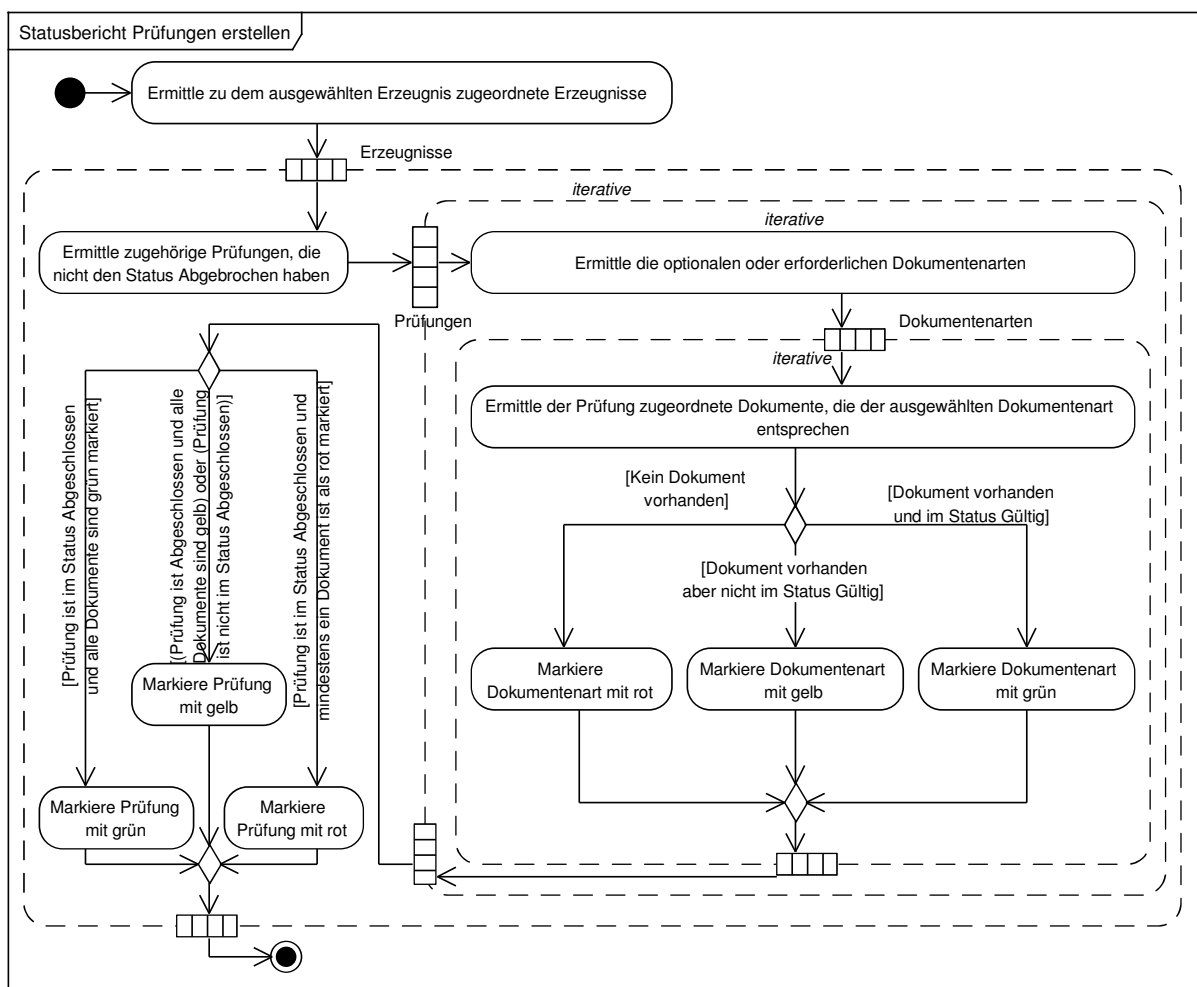 Statusbericht Prüfungen erstellen
Ermittle zu dem ausgewählten Erzeugnis zugeordnete Erzeugnisse
Erzeugnisse
iterative
iterative
Ermittle zugehörige Prüfungen, die
nicht den Status Abgebrochen haben
Ermittle die optionalen oder erforderlichen Dokumentenarten
Prüfungen
Dokumentenarten
iterative
Ermittle der Prüfung zugeordnete Dokumente, die der ausgewählten Dokumentenart
entsprechen
[Kein Dokument
vorhanden]
[Dokument vorhanden
und im Status Gültig]
[Dokument vorhanden
aber nicht im Status Gültig]
[Prüfung ist im Status Abgeschlossen
und alle Dokumente sind grün markiert]
[(Prüfung ist Abgeschlossen und alle
Dokumente sind gelb) oder (Prüfung
ist nicht im Status Abgeschlossen)]
[Prüfung ist im Status Abgeschlossen und
mindestens ein Dokument ist als rot markiert]
Markiere
Dokumentenart mit rot
Markiere Dokumentenart
mit gelb
Markiere Dokumentenart
mit grün
Markiere Prüfung
mit gelb
Markiere Prüfung
mit grün
Markiere
Prüfung mit rot